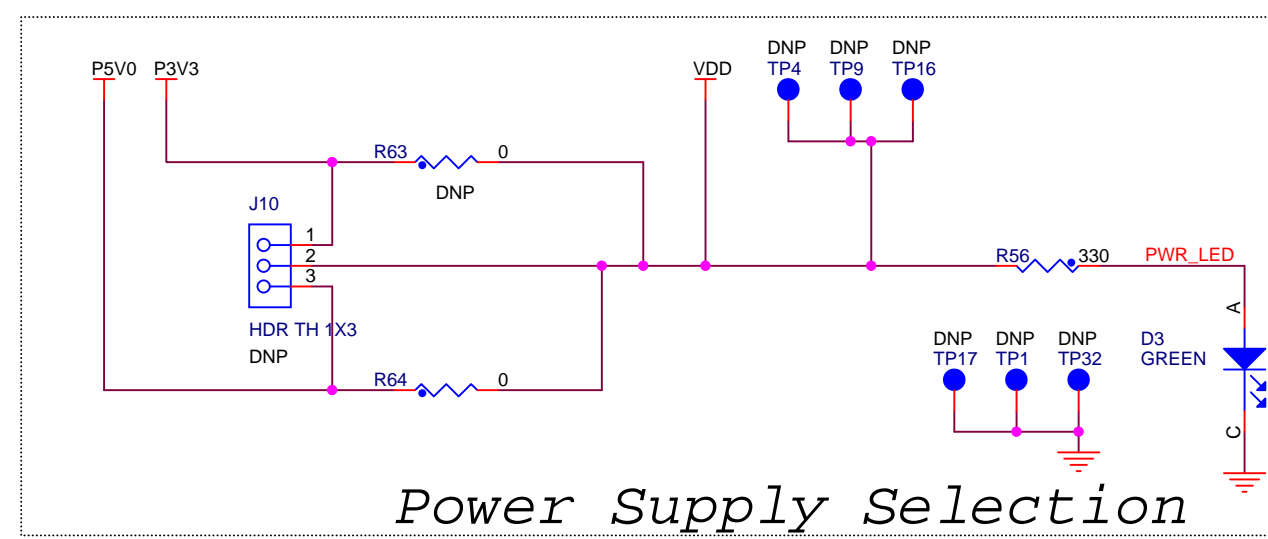 DNP DNP DNP
TP4 TP9 TP16
P5V0 P3V3 VDD
R63 0
DNP
J10
1
2
3
R56 330 PWR_LED
A
HDR TH 1X3
DNP
DNP DNP DNP
TP17 TP1 TP32
D3
GREEN
R64 0
C
Power Supply Selection